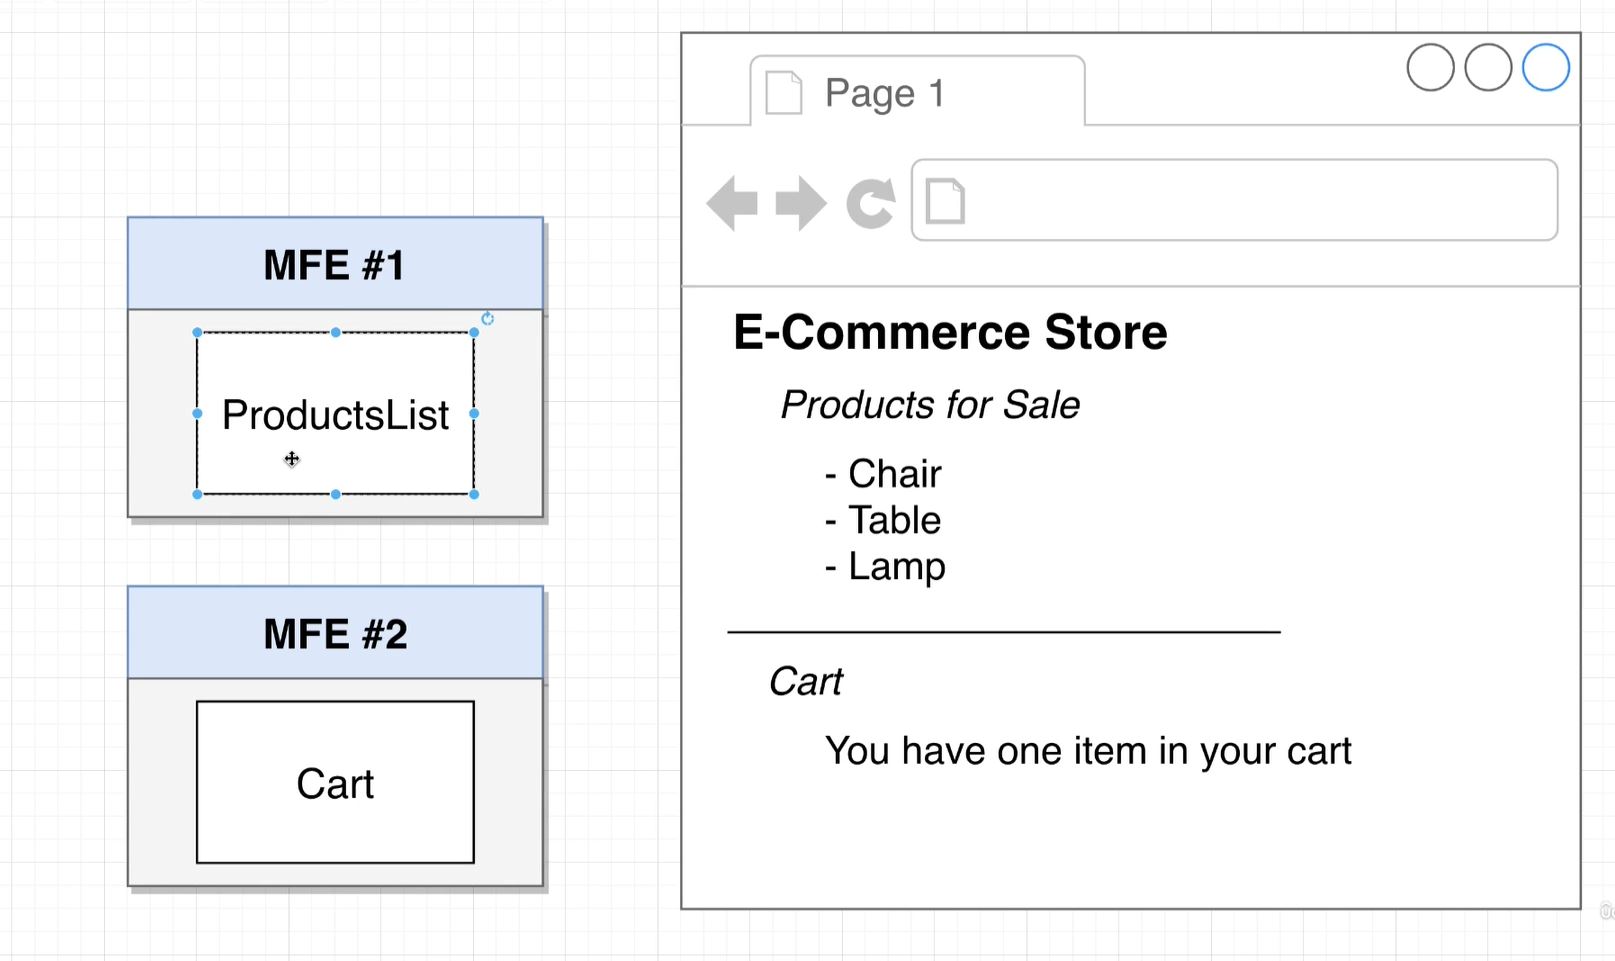 MFE #1
ProductsList
MFE #2
Cart
Page 1
E-Commerce Store
Products for Sale
- Chair
- Table
- Lamp
Cart
You have one item in your cart